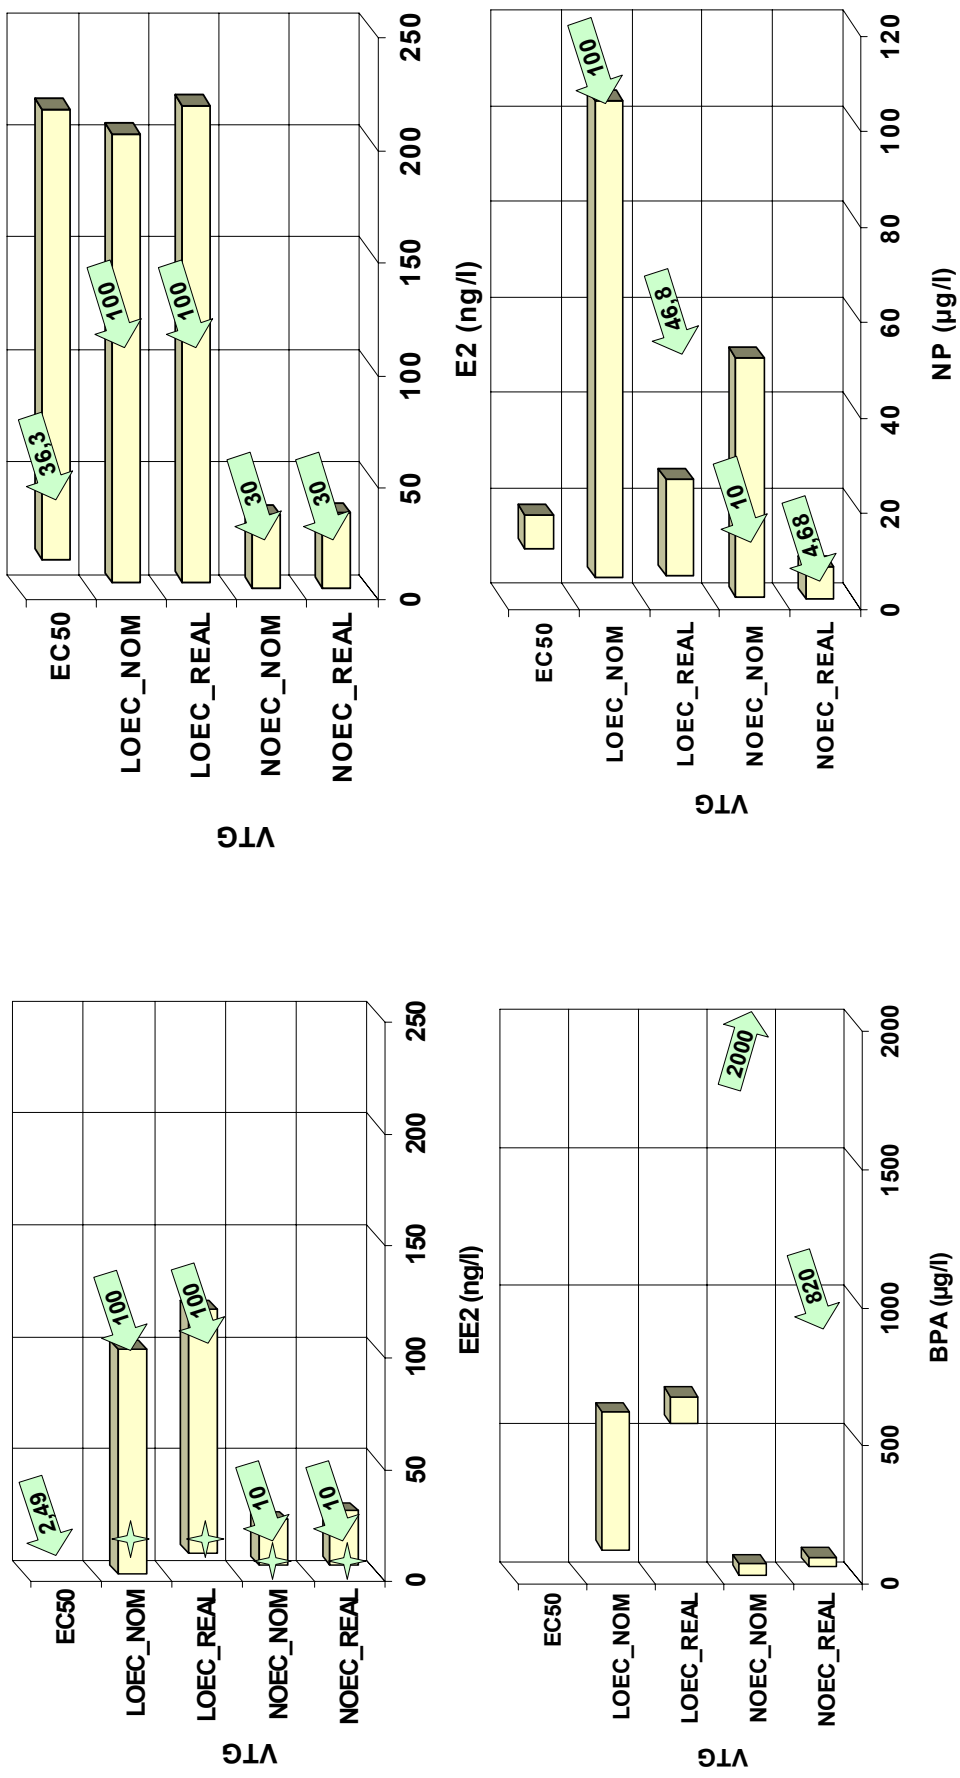 36,3
100
100
30
30
EC50
LOEC_NOM
LOEC_REAL
NOEC_NOM
NOEC_REAL
VTG
0
50
100
150
200
250
E2 (ng/l)
100
46,8
10
4,68
EC50
LOEC_NOM
LOEC_REAL
NOEC_NOM
NOEC_REAL
VTG
0
20
40
60
80
100
120
NP (µg/l)
2,49
100
100
10
10
EC50
LOEC_NOM
LOEC_REAL
NOEC_NOM
NOEC_REAL
VTG
0
50
100
150
200
250
EE2 (ng/l)
2000
820
EC50
LOEC_NOM
LOEC_REAL
NOEC_NOM
NOEC_REAL
VTG
0
500
1000
1500
2000
BPA (µg/l)